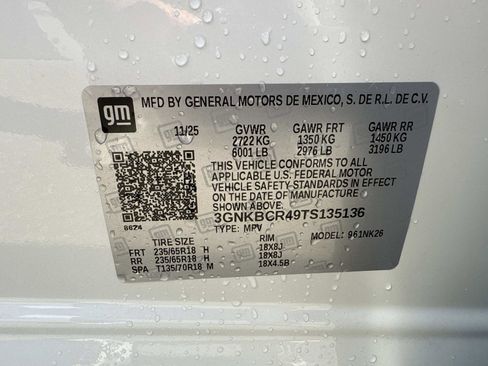 gm
MFD BY GENERAL MOTORS DE MEXICO, S. DE R.L. DE C.V.
11/25 GVWR GAWR FRT GAWR RR
2722 KG 1350 KG 1450 KG
6001 LB 2976 LB 3196 LB
THIS VEHICLE CONFORMS TO ALL
APPLICABLE U.S. FEDERAL MOTOR
VEHICLE SAFETY STANDARDS IN EFFECT
ON THE DATE OF MANUFACTURE
SHOWN ABOVE.
3GNKBCR49TS135136
8624 TYPE: MPV MODEL: 961NK26
TIRE SIZE RIM
FRT 235/65R18 H 18X8J
RR 235/65R18 H 18X8J
SPA T135/70R18 M 18X4.5B